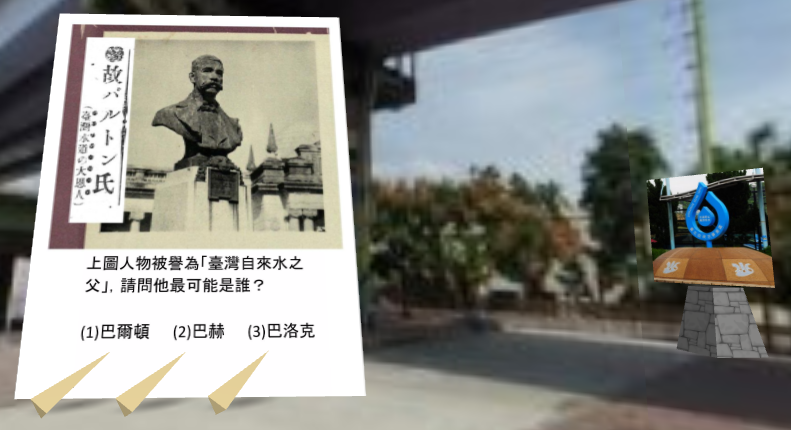 故バルトン氏
(臺灣水道の大恩人)
上圖人物被譽為「臺灣自來水之
父」, 請問他最可能是誰?
(1)巴爾頓 (2)巴赫 (3)巴洛克